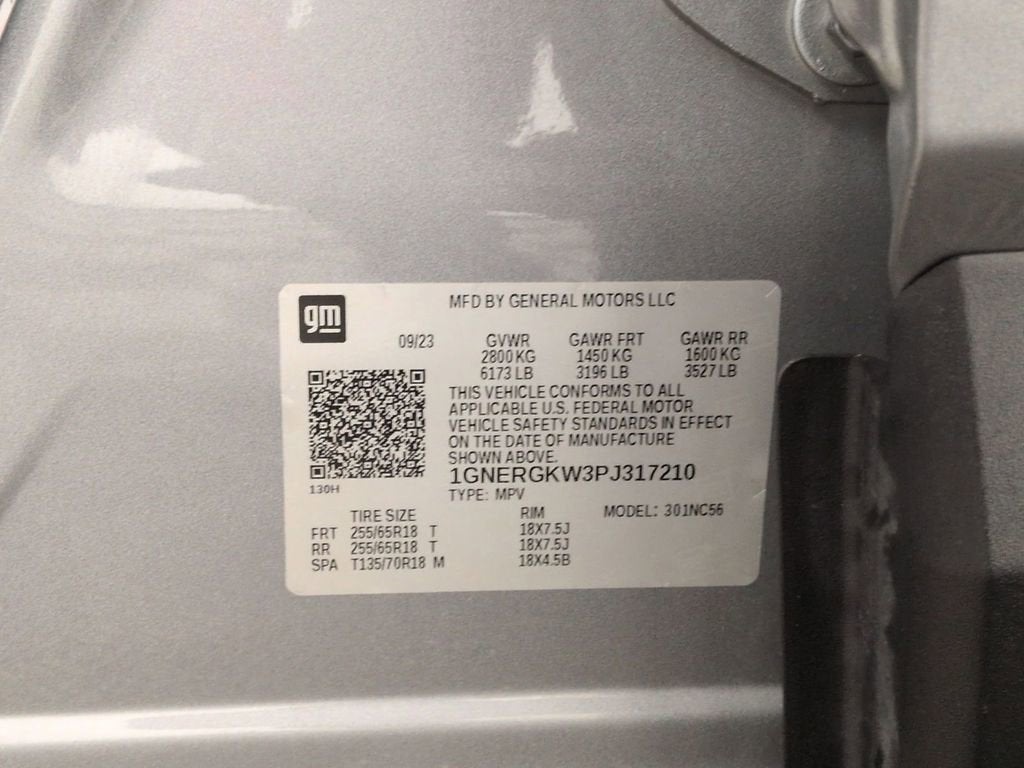 gm
MFD BY GENERAL MOTORS LLC
09/23 GVWR GAWR FRT GAWR RR
2800 KG 1450 KG 1600 KG
6173 LB 3196 LB 3527 LB
THIS VEHICLE CONFORMS TO ALL
APPLICABLE U.S. FEDERAL MOTOR
VEHICLE SAFETY STANDARDS IN EFFECT
ON THE DATE OF MANUFACTURE
SHOWN ABOVE.
1GNERGKW3PJ317210
130H
TYPE: MPV
TIRE SIZE RIM MODEL: 301NC56
FRT 255/65R18 T 18X7.5J
RR 255/65R18 T 18X7.5J
SPA T135/70R18 M 18X4.5B